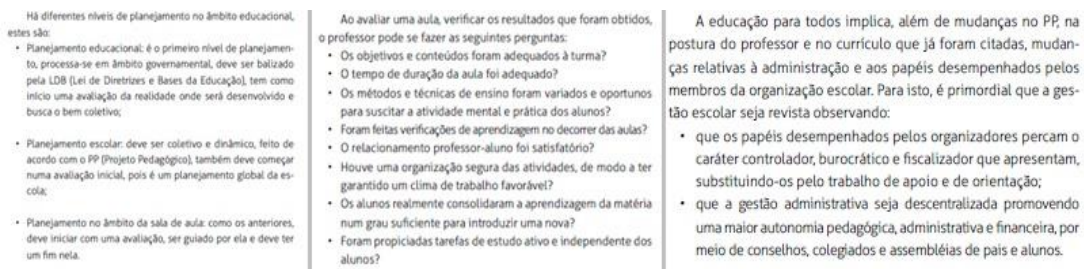 Há diferentes níveis de planejamento no âmbito educacional,
estes são:
• Planejamento educacional: é o primeiro nível de planejamen-
to, processa-se em âmbito governamental, deve ser balizado
pela LDB (Lei de Diretrizes e Bases da Educação), tem como
início uma avaliação da realidade onde será desenvolvido e
busca o bem coletivo;
• Planejamento escolar: deve ser coletivo e dinâmico, feito de
acordo com o PP (Projeto Pedagógico), também deve começar
numa avaliação inicial, pois é um planejamento global da es-
cola;
• Planejamento no âmbito da sala de aula: como os anteriores,
deve iniciar com uma avaliação, ser guiado por ela e deve ter
um fim nela.
Ao avaliar uma aula, verificar os resultados que foram obtidos,
o professor pode se fazer as seguintes perguntas:
• Os objetivos e conteúdos foram adequados à turma?
• O tempo de duração da aula foi adequado?
• Os métodos e técnicas de ensino foram variados e oportunos
para suscitar a atividade mental e prática dos alunos?
• Foram feitas verificações de aprendizagem no decorrer das aulas?
• O relacionamento professor-aluno foi satisfatório?
• Houve uma organização segura das atividades, de modo a ter
garantido um clima de trabalho favorável?
• Os alunos realmente consolidaram a aprendizagem da matéria
num grau suficiente para introduzir uma nova?
• Foram propiciadas tarefas de estudo ativo e independente dos
alunos?
A educação para todos implica, além de mudanças no PP, na
postura do professor e no currículo que já foram citadas, mudan-
ças relativas à administração e aos papéis desempenhados pelos
membros da organização escolar. Para isto, é primordial que a ges-
tão escolar seja revista observando:
• que os papéis desempenhados pelos organizadores percam o
caráter controlador, burocrático e fiscalizador que apresentam,
substituindo-os pelo trabalho de apoio e de orientação;
• que a gestão administrativa seja descentralizada promovendo
uma maior autonomia pedagógica, administrativa e financeira, por
meio de conselhos, colegiados e assembléias de pais e alunos.